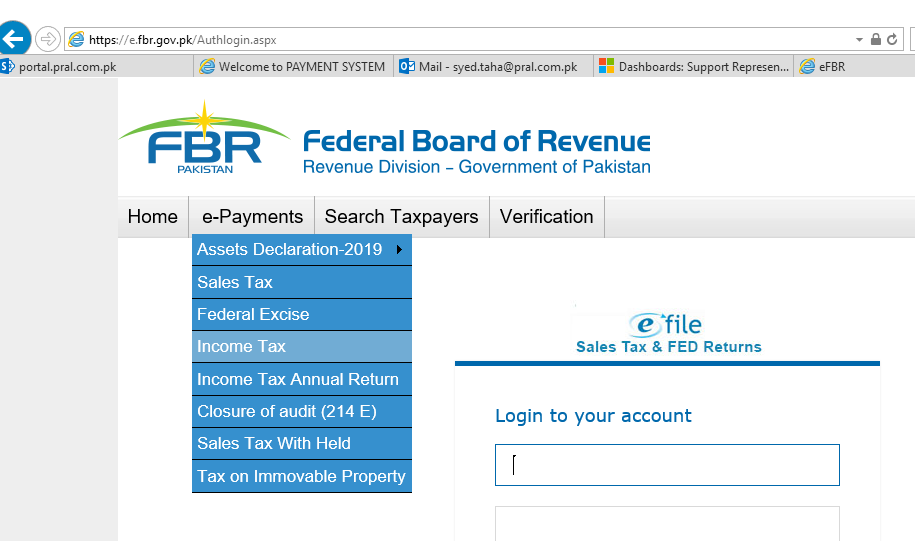 https://e.fbr.gov.pk/Authlogin.aspx
portal.pral.com.pk
Welcome to PAYMENT SYSTEM
Mail - syed.taha@pral.com.pk
Dashboards: Support Represen...
eFBR
FBR
PAKISTAN
Federal Board of Revenue
Revenue Division – Government of Pakistan
Home e-Payments Search Taxpayers Verification
Assets Declaration-2019
Sales Tax
Federal Excise
Income Tax
Income Tax Annual Return
Closure of audit (214 E)
Sales Tax With Held
Tax on Immovable Property
e file
Sales Tax & FED Returns
Login to your account